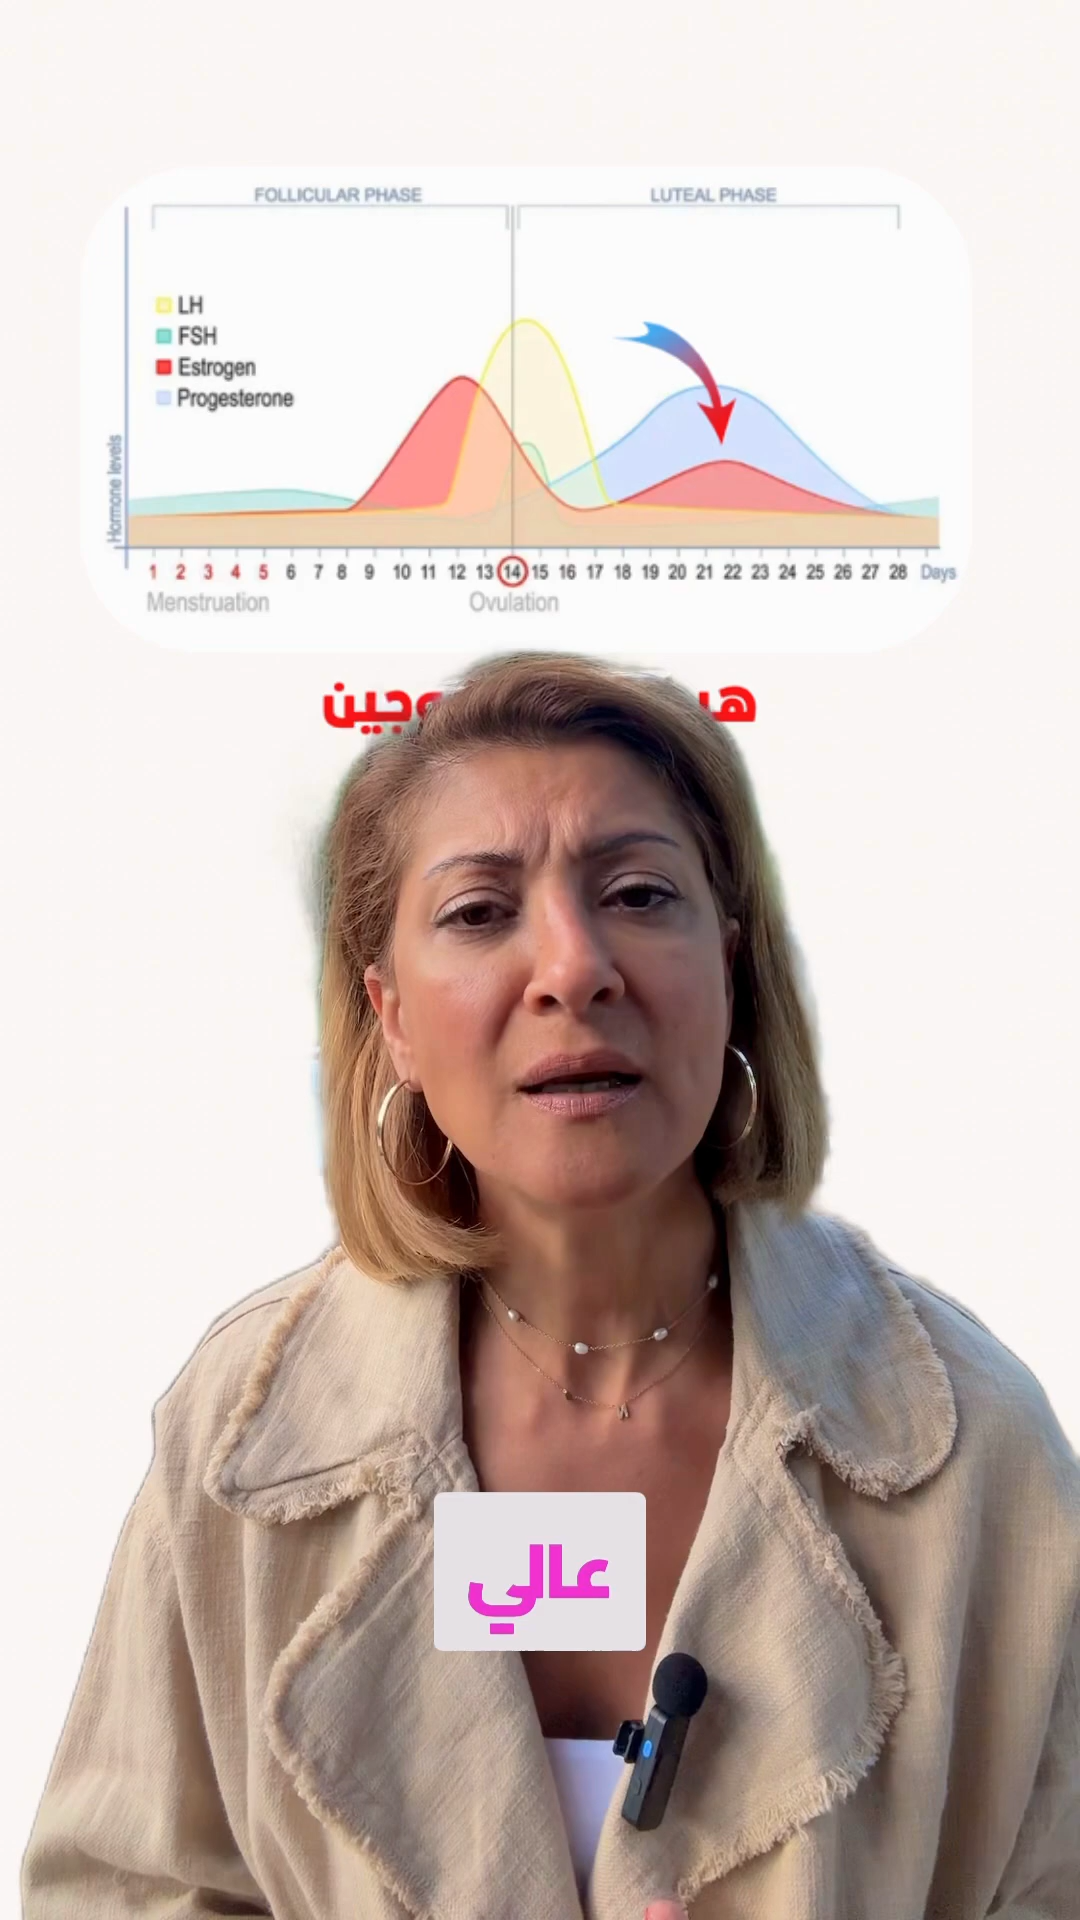 FOLLICULAR PHASE
LUTEAL PHASE
LH
FSH
Estrogen
Progesterone
Hormone levels
1 2 3 4 5 6 7 8 9 10 11 12 13 14 15 16 17 18 19 20 21 22 23 24 25 26 27 28 Days
Menstruation
Ovulation
عالي